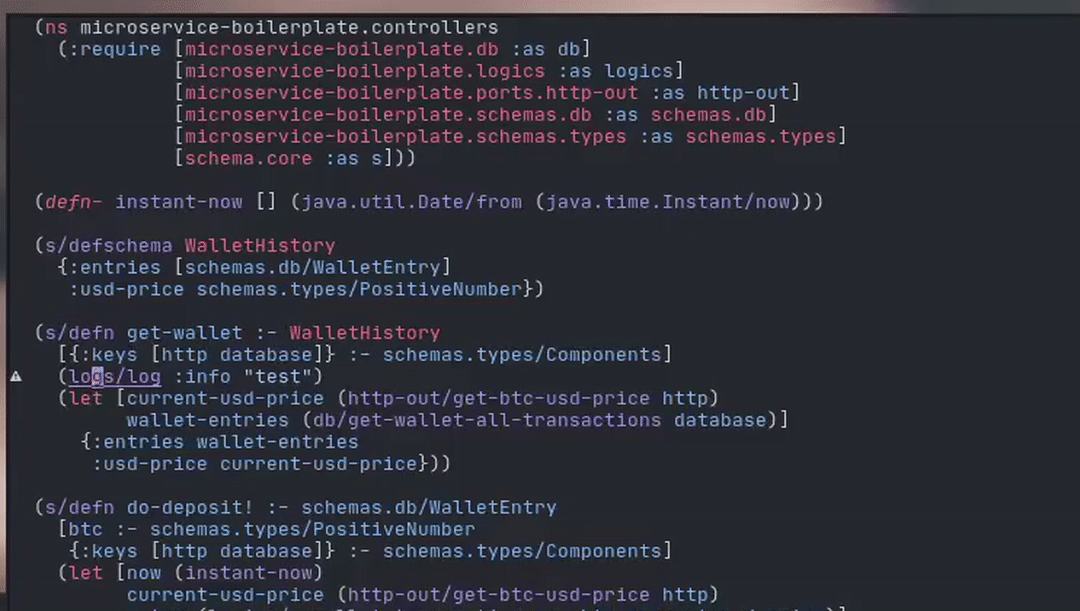 (ns microservice-boilerplate.controllers
  (:require [microservice-boilerplate.db :as db]
            [microservice-boilerplate.logics :as logics]
            [microservice-boilerplate.ports.http-out :as http-out]
            [microservice-boilerplate.schemas.db :as schemas.db]
            [microservice-boilerplate.schemas.types :as schemas.types]
            [schema.core :as s]))
(defn- instant-now [] (java.util.Date/from (java.time.Instant/now)))
(s/defschema WalletHistory
  {:entries [schemas.db/WalletEntry]
   :usd-price schemas.types/PositiveNumber})
(s/defn get-wallet :- WalletHistory
  [{:keys [http database]} :- schemas.types/Components]
  (logs/log :info "test")
  (let [current-usd-price (http-out/get-btc-usd-price http)
        wallet-entries (db/get-wallet-all-transactions database)]
    {:entries wallet-entries
     :usd-price current-usd-price}))
(s/defn do-deposit! :- schemas.db/WalletEntry
  [btc :- schemas.types/PositiveNumber
   {:keys [http database]} :- schemas.types/Components]
  (let [now (instant-now)
        current-usd-price (http-out/get-btc-usd-price http)